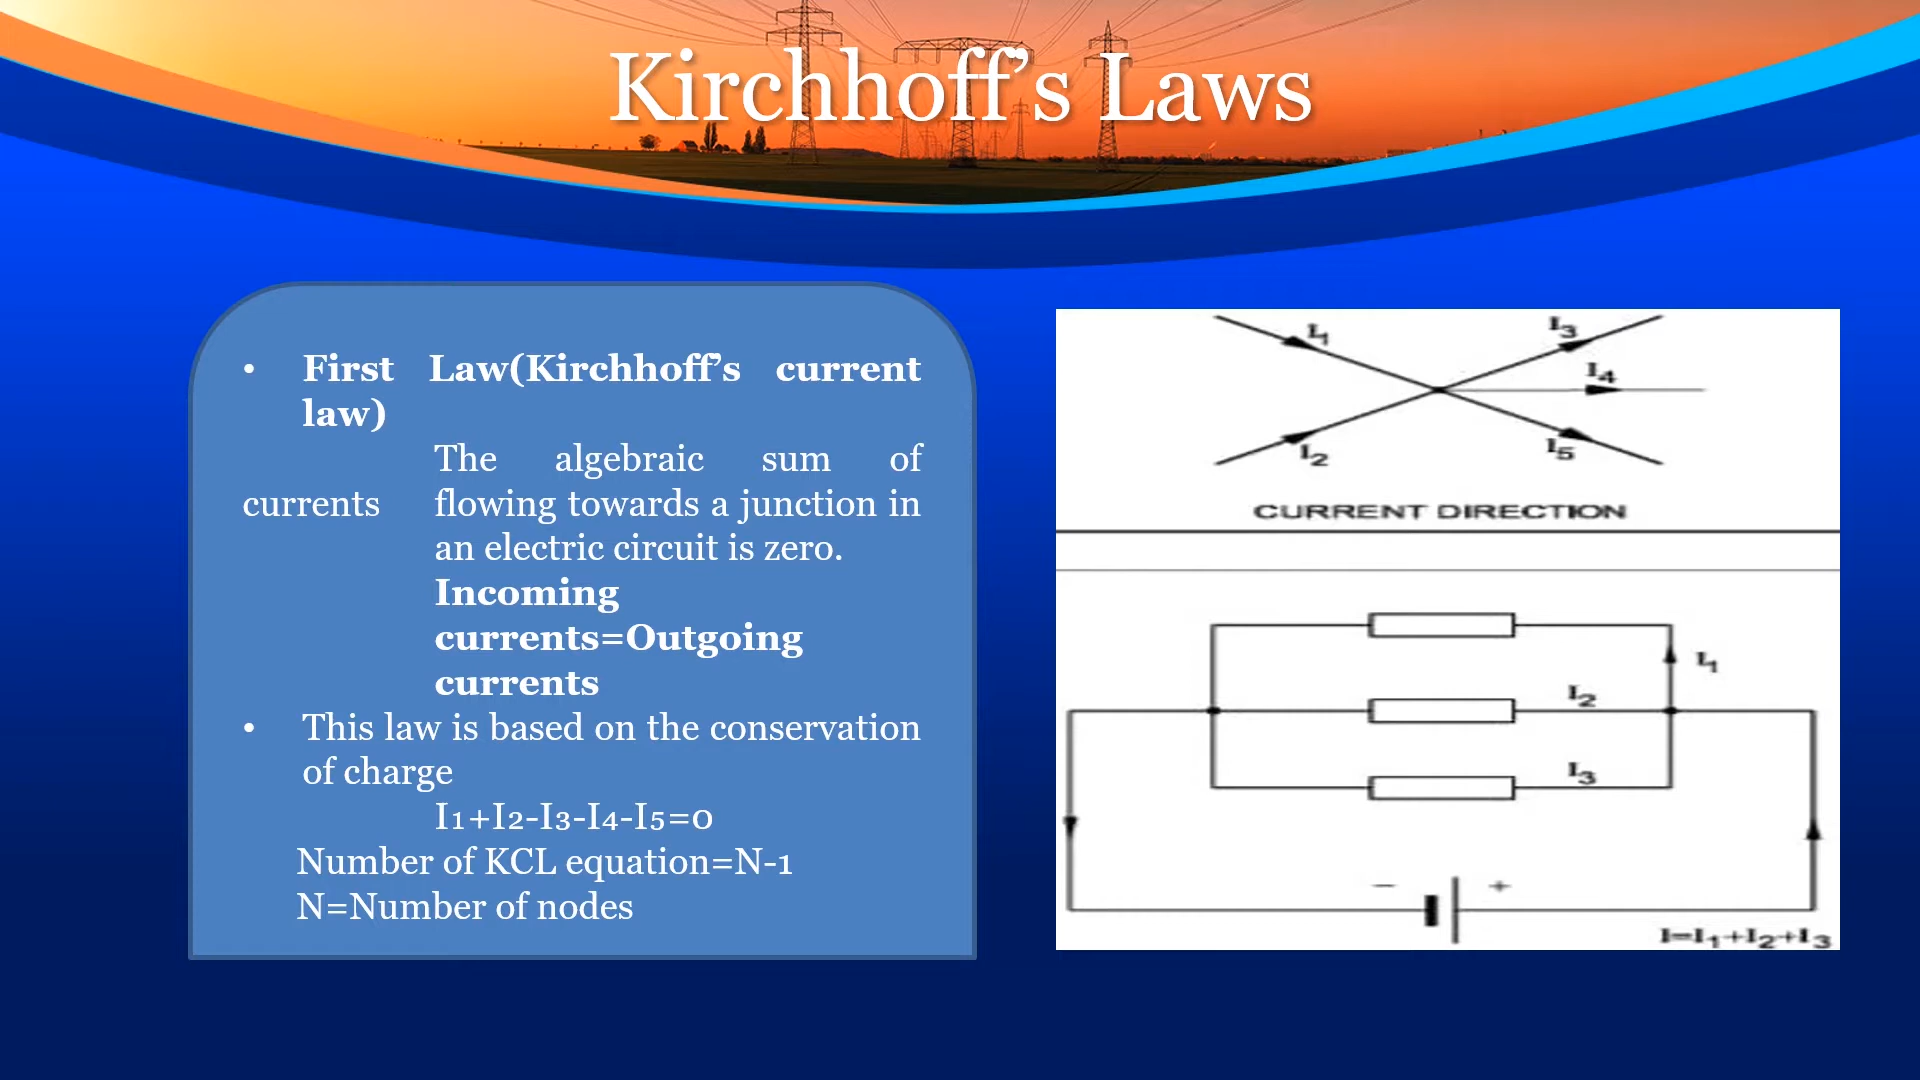 Kirchhoff’s Laws
• First Law(Kirchhoff’s current
law)
The algebraic sum of
currents flowing towards a junction in
an electric circuit is zero.
Incoming
currents=Outgoing
currents
• This law is based on the conservation
of charge
I1+I2-I3-I4-I5=0
Number of KCL equation=N-1
N=Number of nodes
I1
I3
I4
I2
I5
CURRENT DIRECTION
I1
I2
I3
− +
I=I1+I2+I3